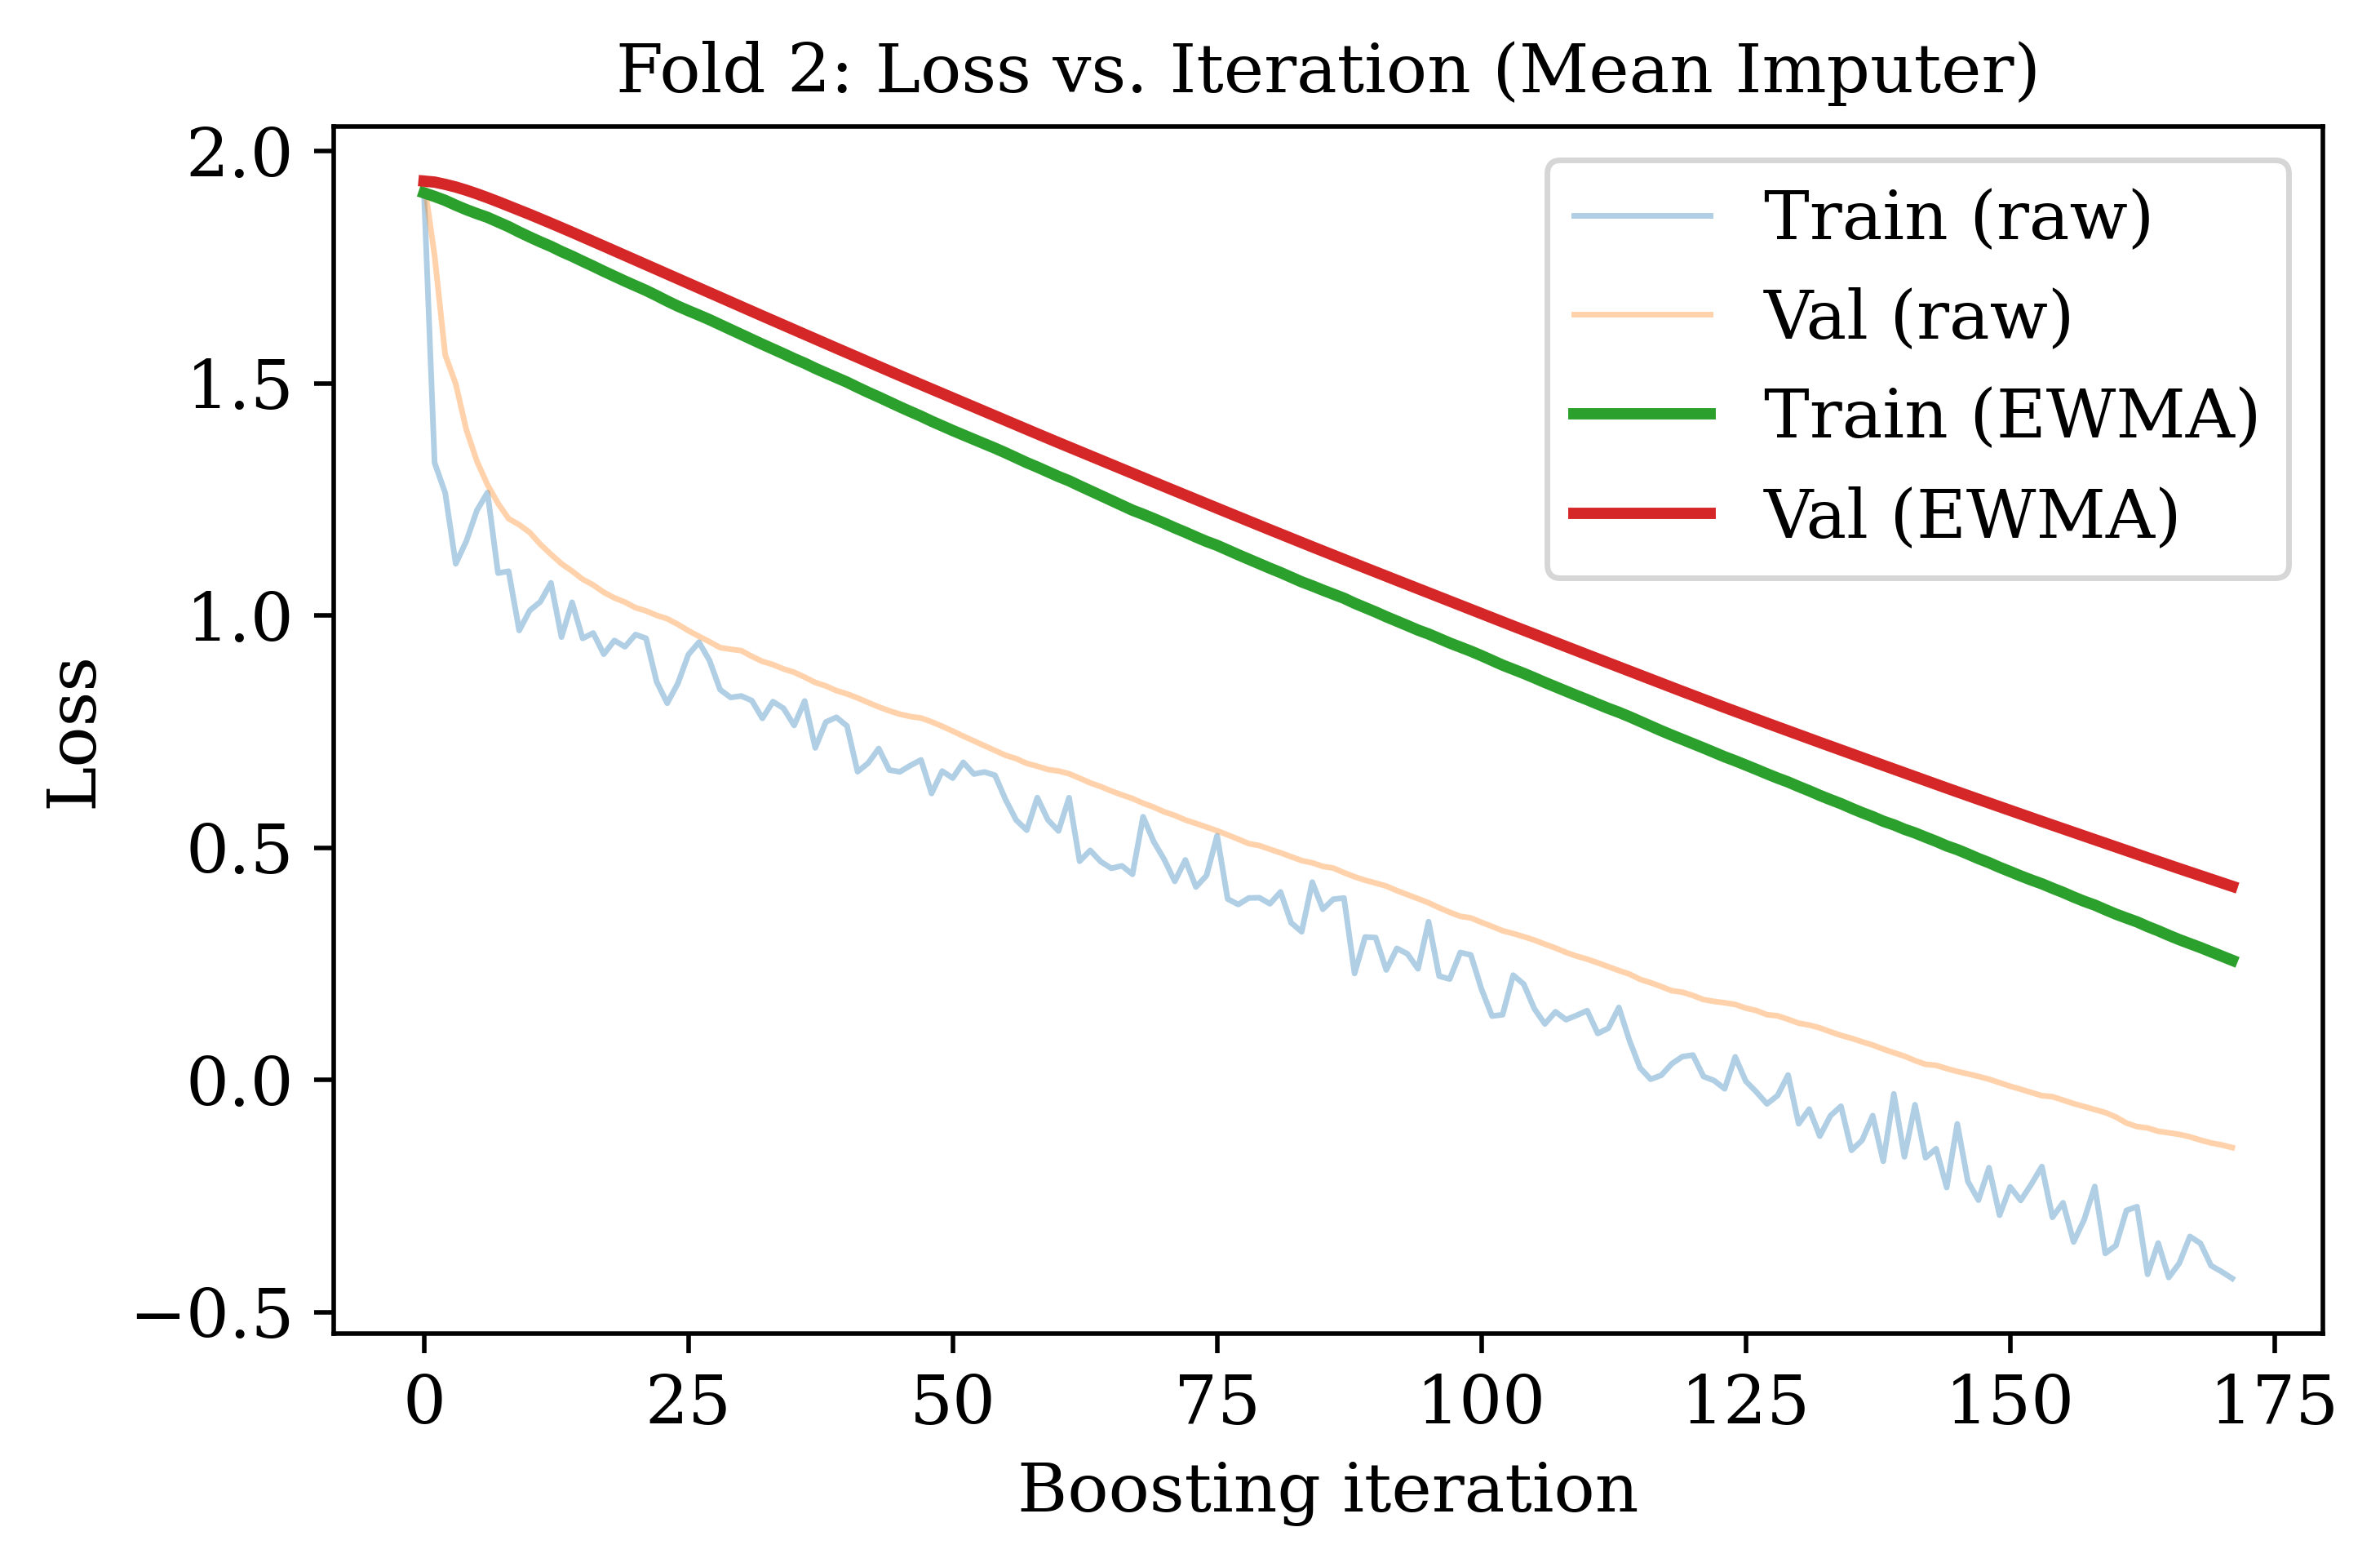 Fold 2: Loss vs. Iteration (Mean Imputer)
2.0
1.5
1.0
0.5
0.0
−0.5
Loss
Train (raw)
Val (raw)
Train (EWMA)
Val (EWMA)
0 25 50 75 100 125 150 175
Boosting iteration